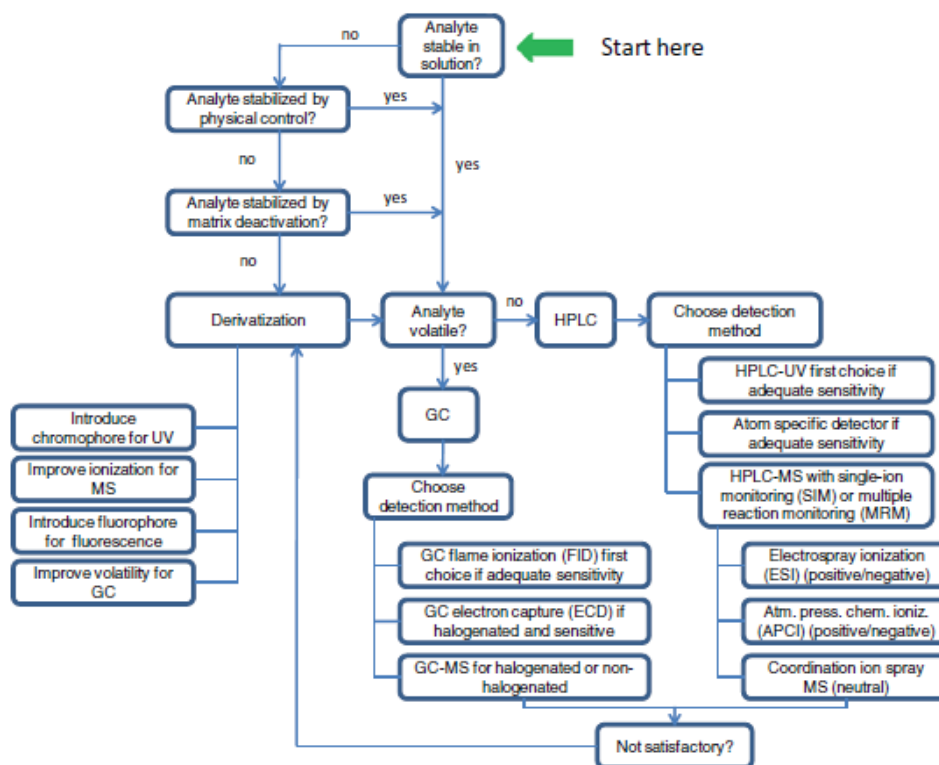 Analyte
stable in
solution?
Start here
no
Analyte stabilized by
physical control?
yes
no
yes
Analyte stabilized by
matrix deactivation?
yes
no
Derivatization
Analyte
volatile?
no
HPLC
Choose detection
method
yes
HPLC-UV first choice if
adequate sensitivity
GC
Introduce
chromophore for UV
Atom specific detector if
adequate sensitivity
Improve ionization for
MS
Choose
detection method
HPLC-MS with single-ion
monitoring (SIM) or multiple
reaction monitoring (MRM)
Introduce fluorophore
for fluorescence
GC flame ionization (FID) first
choice if adequate sensitivity
Electrospray ionization
(ESI) (positive/negative)
Improve volatility for
GC
GC electron capture (ECD) if
halogenated and sensitive
Atm. press. chem. ioniz.
(APCI) (positive/negative)
GC-MS for halogenated or non-
halogenated
Coordination ion spray
MS (neutral)
Not satisfactory?